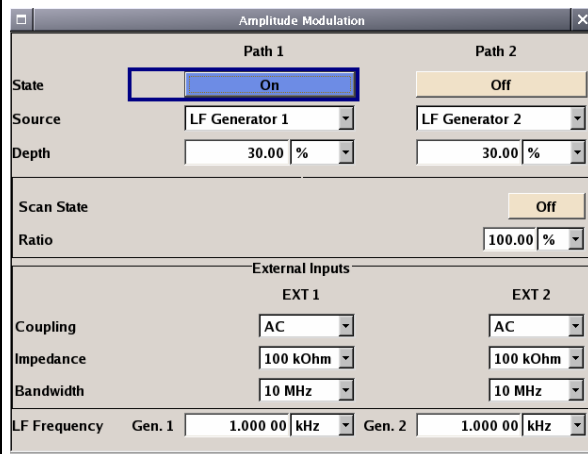 Amplitude Modulation
Path 1 Path 2
State On Off
Source LF Generator 1 LF Generator 2
Depth 30.00 % 30.00 %
Scan State Off
Ratio 100.00 %
External Inputs
EXT 1 EXT 2
Coupling AC AC
Impedance 100 kOhm 100 kOhm
Bandwidth 10 MHz 10 MHz
LF Frequency Gen. 1 1.000 00 kHz Gen. 2 1.000 00 kHz